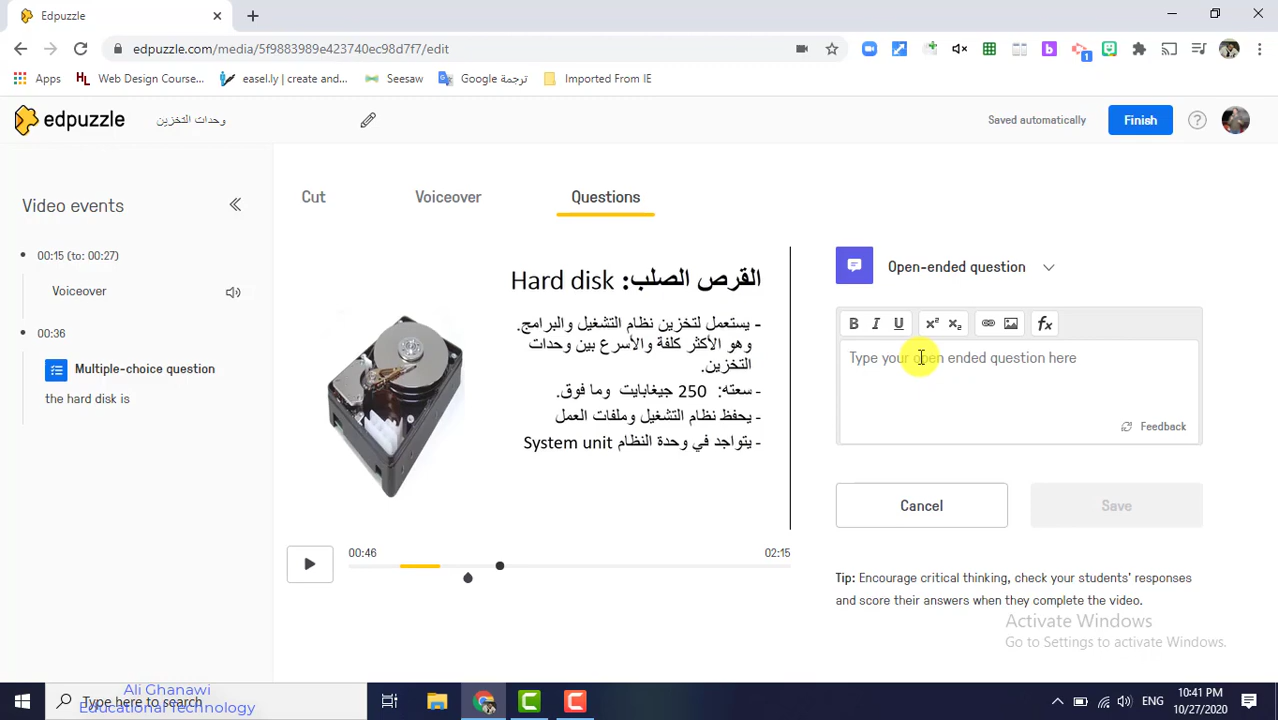 Edpuzzle
edpuzzle.com/media/5f9883989e423740ec98d7f7/edit
1
Apps
Web Design Course...
easel.ly | create and...
Seesaw
ترجمة Google
Imported From IE
edpuzzle
وحدات التخزين
Saved automatically
Finish
?
Video events
Cut
Voiceover
Questions
00:15 (to: 00:27)
Voiceover
00:36
Multiple-choice question
the hard disk is
القرص الصلب: Hard disk
- يستعمل لتخزين نظام التشغيل والبرامج.
وهو الأكثر كلفة والأسرع بين وحدات
التخزين.
- سعته: 250 جيغابايت وما فوق.
- يحفظ نظام التشغيل وملفات العمل
- يتواجد في وحدة النظام System unit
00:46
02:15
Open-ended question
B I U x² x₂ fx
Type your open ended question here
Feedback
Cancel
Save
Tip: Encourage critical thinking, check your students' responses
and score their answers when they complete the video.
Activate Windows
Go to Settings to activate Windows.
Type here to search
Ali Ghanawi
Educational Technology
ENG
10:41 PM
10/27/2020